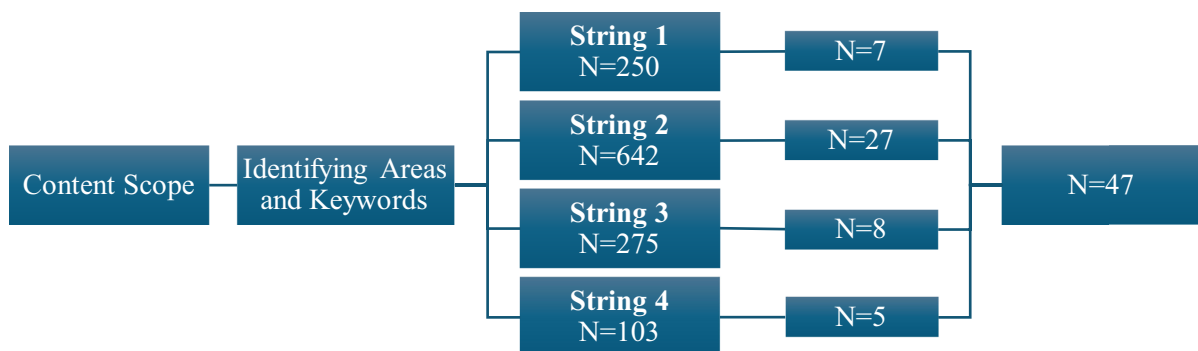 Content Scope
Identifying Areas
and Keywords
String 1
N=250
String 2
N=642
String 3
N=275
String 4
N=103
N=7
N=27
N=8
N=5
N=47